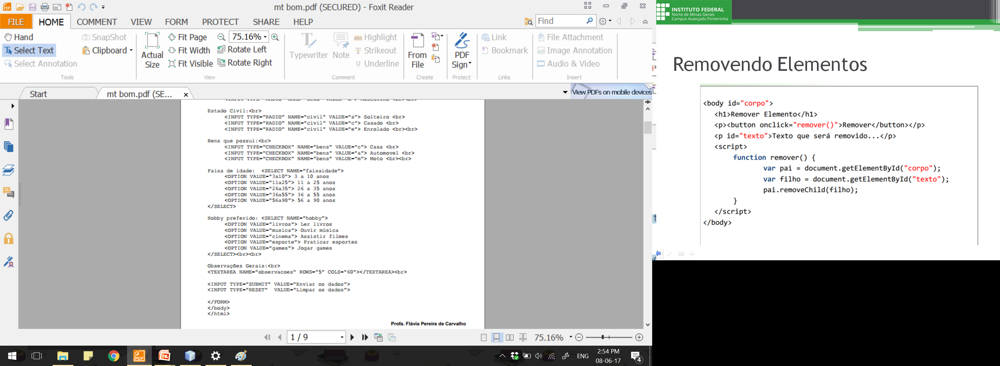 mt bom.pdf (SECURED) - Foxit Reader
FILE HOME COMMENT VIEW FORM PROTECT SHARE HELP
Find
Hand
Select Text
Select Annotation
SnapShot
Clipboard
Tools
Actual Size
Fit Page
Fit Width
Fit Visible
75.16%
Rotate Left
Rotate Right
View
Typewriter
Note
Highlight
Strikeout
Underline
Comment
From File
Create
PDF Sign
Protect
Link
Bookmark
Links
File Attachment
Image Annotation
Audio & Video
Insert
Start
mt bom.pdf (SE...
View PDFs on mobile devices
Estado Civil:<br>
<INPUT TYPE="RADIO" NAME="civil" VALUE="s"> Solteiro <br>
<INPUT TYPE="RADIO" NAME="civil" VALUE="c"> Casado <br>
<INPUT TYPE="RADIO" NAME="civil" VALUE="e"> Enrolado <br><br>
Bens que possui:<br>
<INPUT TYPE="CHECKBOX" NAME="bens" VALUE="c"> Casa <br>
<INPUT TYPE="CHECKBOX" NAME="bens" VALUE="a"> Automovel <br>
<INPUT TYPE="CHECKBOX" NAME="bens" VALUE="m"> Moto <br><br>
Faixa de idade: <SELECT NAME="faixaidade">
<OPTION VALUE="3a10"> 3 a 10 anos
<OPTION VALUE="11a25"> 11 a 25 anos
<OPTION VALUE="26a35"> 26 a 35 anos
<OPTION VALUE="36a55"> 36 a 55 anos
<OPTION VALUE="56a90"> 56 a 90 anos
</SELECT>
Hobby preferido: <SELECT NAME="hobby">
<OPTION VALUE="livros"> Ler livros
<OPTION VALUE="musica"> Ouvir música
<OPTION VALUE="cinema"> Assistir filmes
<OPTION VALUE="esporte"> Praticar esportes
<OPTION VALUE="games"> Jogar games
</SELECT><br><br>
Observações Gerais:<br>
<TEXTAREA NAME="observacoes" ROWS="5" COLS="60"></TEXTAREA><br>
<INPUT TYPE="SUBMIT" VALUE="Enviar os dados">
<INPUT TYPE="RESET" VALUE="Limpar os dados">
</FORM>
</body>
</html>
Profa. Flávia Pereira de Carvalho
1 / 9
75.16%
ENG
2:54 PM
08-06-17
4
INSTITUTO FEDERAL
Norte de Minas Gerais
Campus Avançado Porteirinha
Removendo Elementos
<body id="corpo">
<h1>Remover Elemento</h1>
<p><button onclick="remover()">Remover</button></p>
<p id="texto">Texto que será removido...</p>
<script>
function remover() {
var pai = document.getElementById("corpo");
var filho = document.getElementById("texto");
pai.removeChild(filho);
}
</script>
</body>